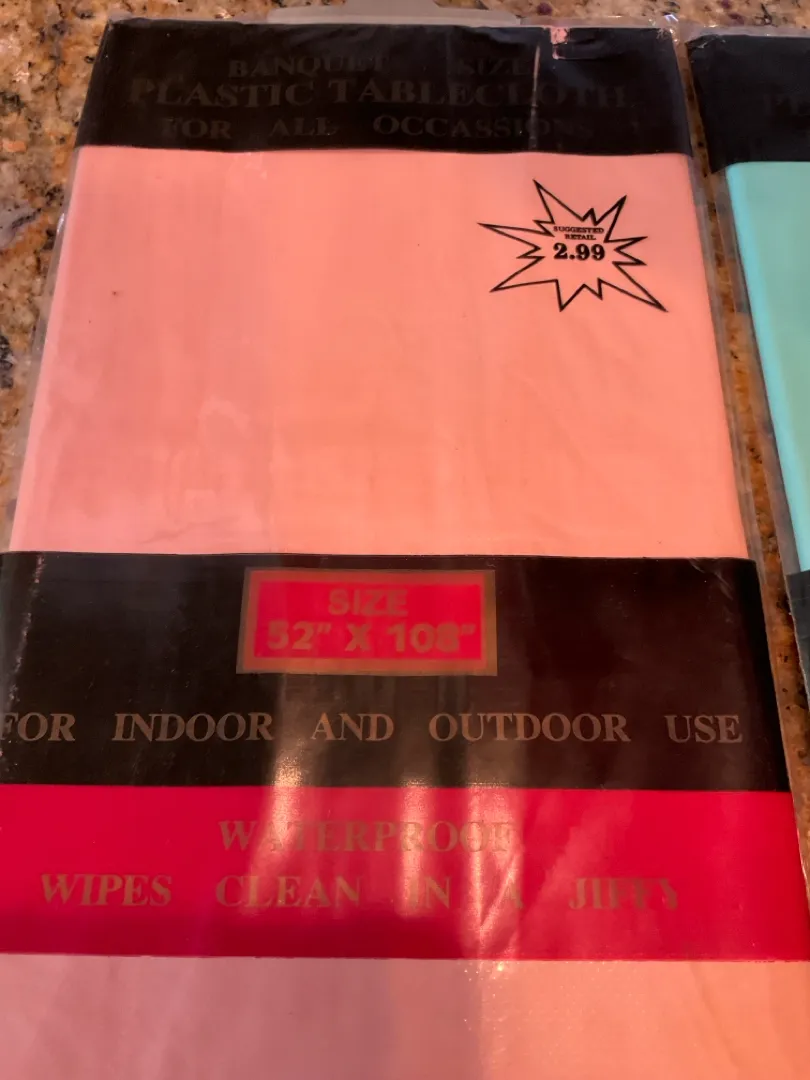 BANQUET SIZE
PLASTIC TABLECLOTH
FOR ALL OCCASSIONS
SUGGESTED
RETAIL
2.99
SIZE
52" X 108"
FOR INDOOR AND OUTDOOR USE
WATERPROOF
WIPES CLEAN IN A JIFFY